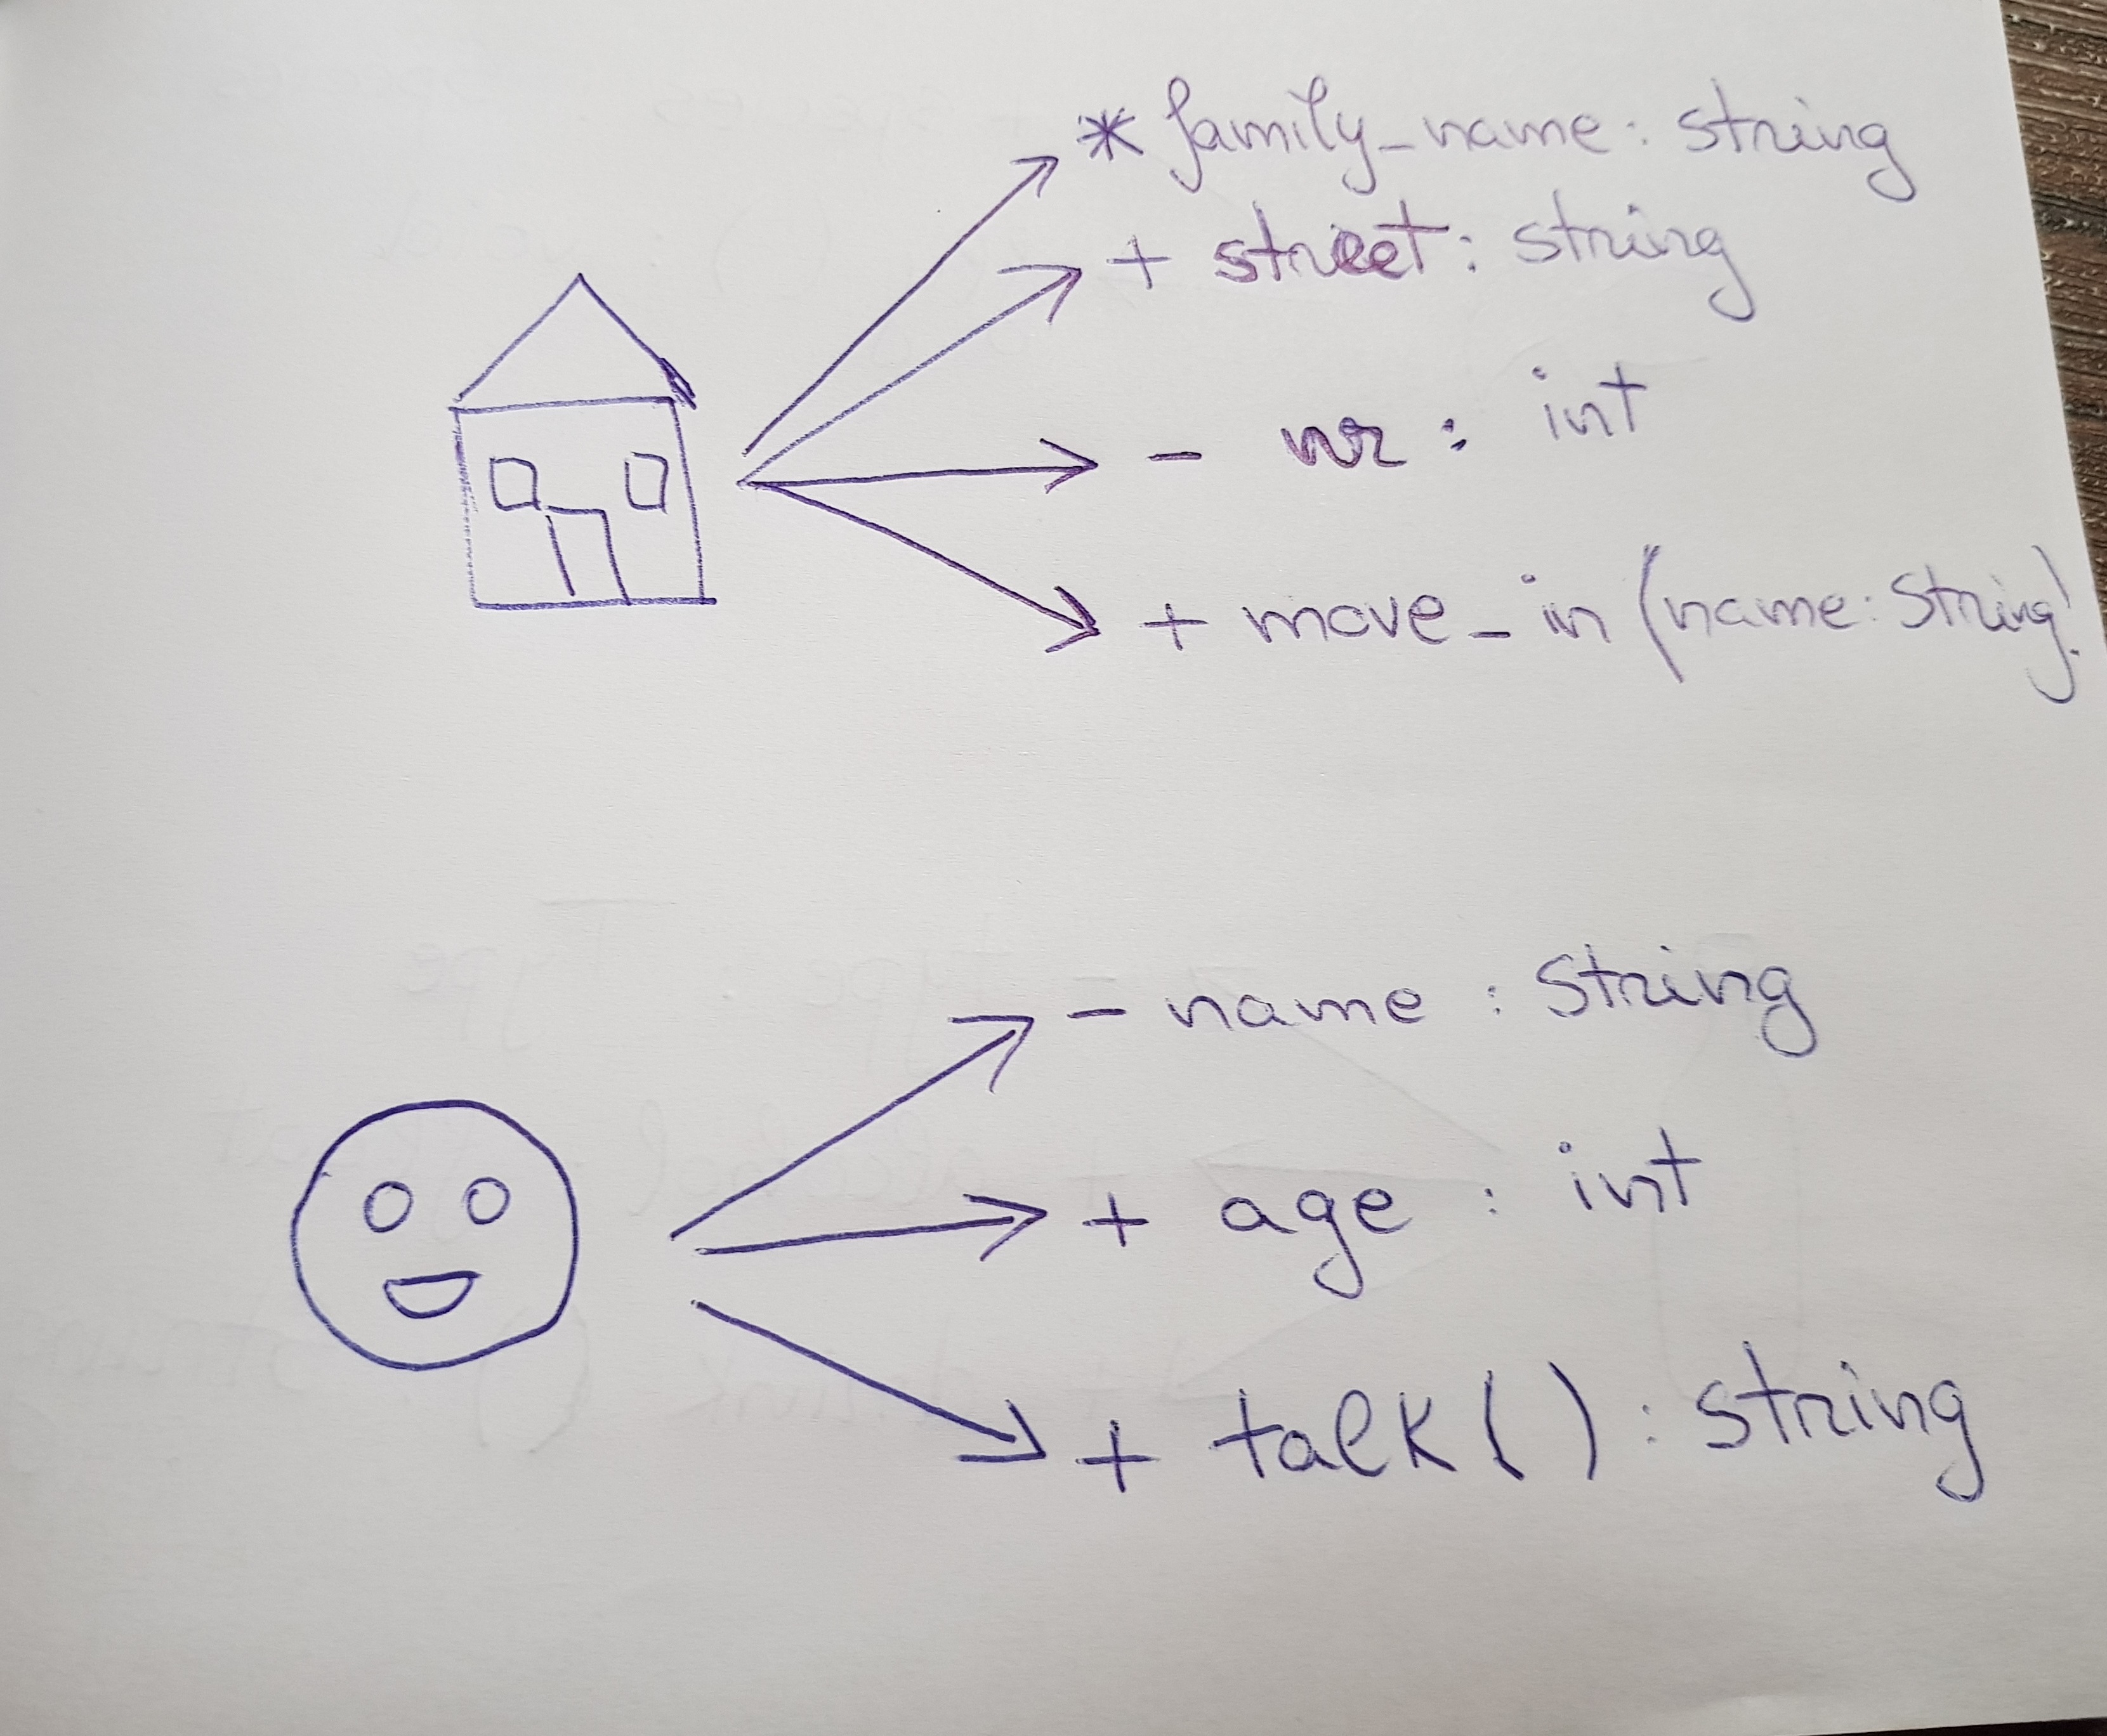 * family_name: string
+ street: string
- nr: int
+ move_in (name: String)
- name : String
+ age : int
+ talk ( ) : string